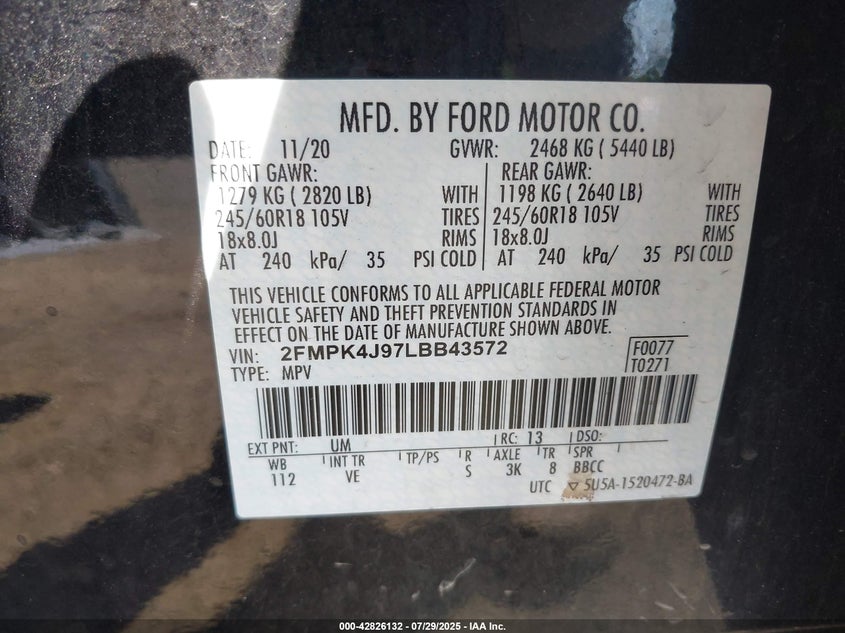 MFD. BY FORD MOTOR CO.
DATE: 11/20 GVWR: 2468 KG ( 5440 LB)
FRONT GAWR: REAR GAWR:
1279 KG ( 2820 LB) WITH 1198 KG ( 2640 LB) WITH
245/60R18 105V TIRES 245/60R18 105V TIRES
18x8.0J RIMS 18x8.0J RIMS
AT 240 kPa/ 35 PSI COLD AT 240 kPa/ 35 PSI COLD
THIS VEHICLE CONFORMS TO ALL APPLICABLE FEDERAL MOTOR
VEHICLE SAFETY AND THEFT PREVENTION STANDARDS IN
EFFECT ON THE DATE OF MANUFACTURE SHOWN ABOVE.
VIN: 2FMPK4J97LBB43572 F0077
TYPE: MPV T0271
EXT PNT: UM RC: 13 DSO:
WB INT TR TP/PS R AXLE TR SPR
112 VE S 3K 8 BBCC
UTC ▽ 5U5A-1520472-BA
000-42826132 - 07/29/2025 - IAA Inc.